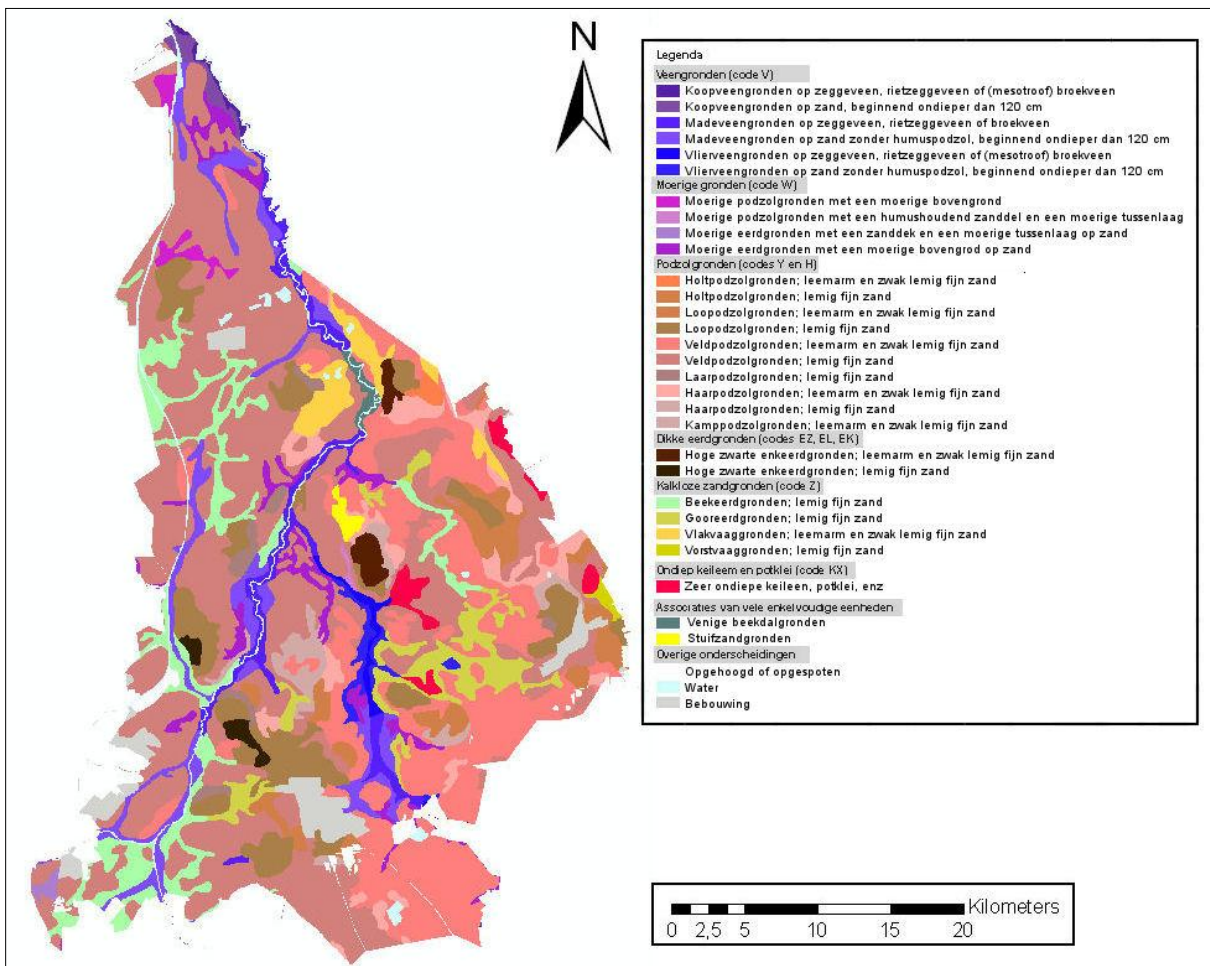 N
Legenda
Veengronden (code V)
Koopveengronden op zeggeveen, rietzeggeveen of (mesotroof) broekveen
Koopveengronden op zand, beginnend ondieper dan 120 cm
Madeveengronden op zeggeveen, rietzeggeveen of broekveen
Madeveengronden op zand zonder humuspodzol, beginnend ondieper dan 120 cm
Vlierveengronden op zeggeveen, rietzeggeveen of (mesotroof) broekveen
Vlierveengronden op zand zonder humuspodzol, beginnend ondieper dan 120 cm
Moerige gronden (code W)
Moerige podzolgronden met een moerige bovengrond
Moerige podzolgronden met een humushoudend zanddel en een moerige tussenlaag
Moerige eerdgronden met een zanddek en een moerige tussenlaag op zand
Moerige eerdgronden met een moerige bovengrod op zand
Podzolgronden (codes Y en H)
Holtpodzolgronden; leemarm en zwak lemig fijn zand
Holtpodzolgronden; lemig fijn zand
Loopodzolgronden; leemarm en zwak lemig fijn zand
Loopodzolgronden; lemig fijn zand
Veldpodzolgronden; leemarm en zwak lemig fijn zand
Veldpodzolgronden; lemig fijn zand
Laarpodzolgronden; lemig fijn zand
Haarpodzolgronden; leemarm en zwak lemig fijn zand
Haarpodzolgronden; lemig fijn zand
Kamppodzolgronden; leemarm en zwak lemig fijn zand
Dikke eerdgronden (codes EZ, EL, EK)
Hoge zwarte enkeerdgronden; leemarm en zwak lemig fijn zand
Hoge zwarte enkeerdgronden; lemig fijn zand
Kalkloze zandgronden (code Z)
Beekeerdgronden; lemig fijn zand
Gooreerdgronden; lemig fijn zand
Vlakvaaggronden; leemarm en zwak lemig fijn zand
Vorstvaaggronden; lemig fijn zand
Ondiep keileem en potklei (code KX)
Zeer ondiepe keileen, potklei, enz
Associaties van vele enkelvoudige eenheden
Venige beekdalgronden
Stuifzandgronden
Overige onderscheidingen
Opgehoogd of opgespoten
Water
Bebouwing
Kilometers
0 2,5 5 10 15 20